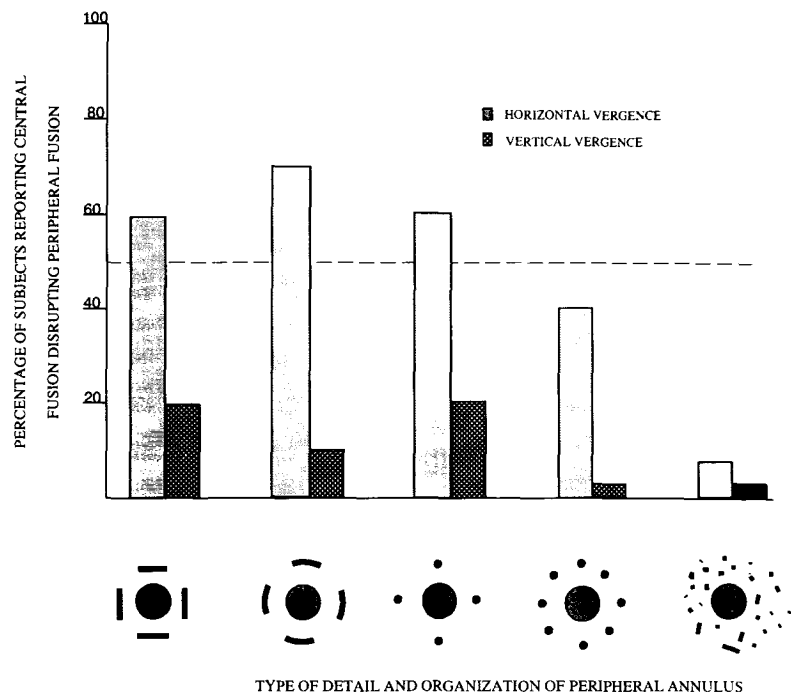 100
80
60
40
20
PERCENTAGE OF SUBJECTS REPORTING CENTRAL
FUSION DISRUPTING PERIPHERAL FUSION
HORIZONTAL VERGENCE
VERTICAL VERGENCE
TYPE OF DETAIL AND ORGANIZATION OF PERIPHERAL ANNULUS